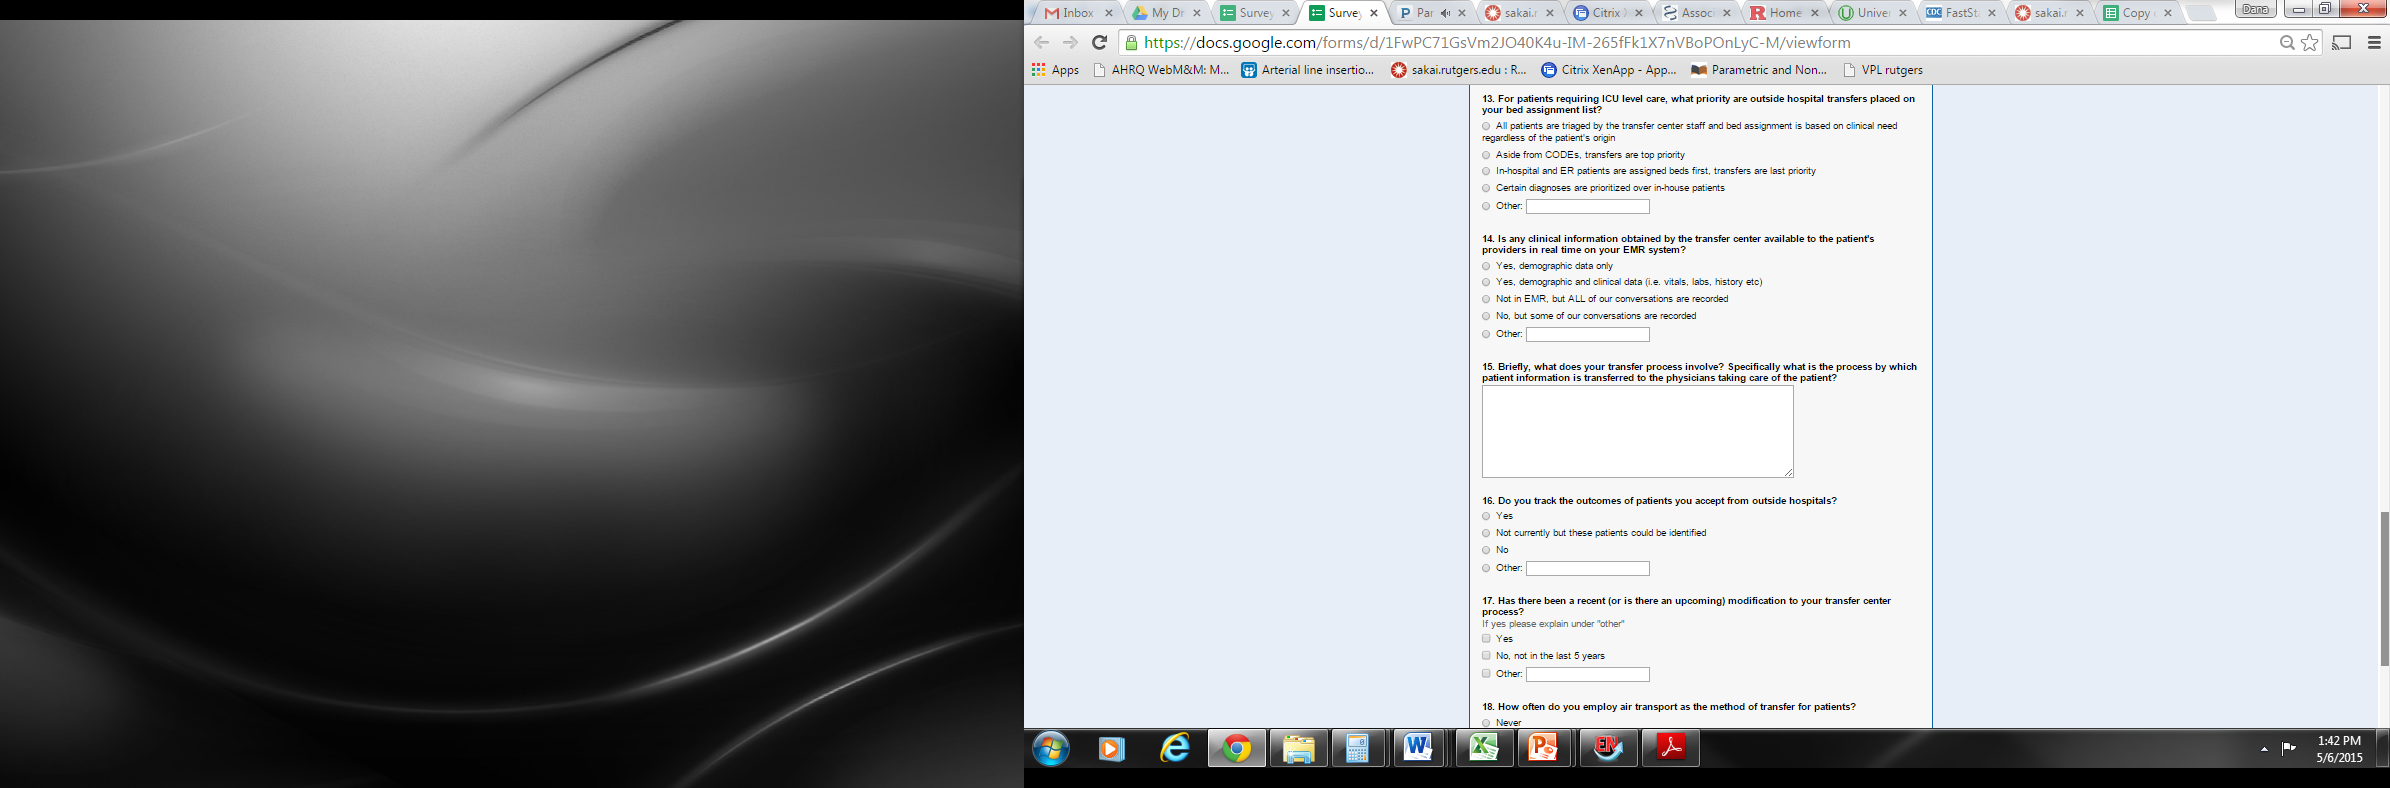 Inbox
My Dr
Survey
Survey
Par
sakai.r
Citrix
Associ
Home
Univer
FastSta
sakai.r
Copy
Dana
https://docs.google.com/forms/d/1FwPC71GsVm2JO40K4u-IM-265fFk1X7nVBoPOnLyC-M/viewform
Apps
AHRQ WebM&M: M...
Arterial line insertio...
sakai.rutgers.edu : R...
Citrix XenApp - App...
Parametric and Non...
VPL rutgers
13. For patients requiring ICU level care, what priority are outside hospital transfers placed on
your bed assignment list?
All patients are triaged by the transfer center staff and bed assignment is based on clinical need
regardless of the patient's origin
Aside from CODEs, transfers are top priority
In-hospital and ER patients are assigned beds first, transfers are last priority
Certain diagnoses are prioritized over in-house patients
Other:
14. Is any clinical information obtained by the transfer center available to the patient's
providers in real time on your EMR system?
Yes, demographic data only
Yes, demographic and clinical data (i.e. vitals, labs, history etc)
Not in EMR, but ALL of our conversations are recorded
No, but some of our conversations are recorded
Other:
15. Briefly, what does your transfer process involve? Specifically what is the process by which
patient information is transferred to the physicians taking care of the patient?
16. Do you track the outcomes of patients you accept from outside hospitals?
Yes
Not currently but these patients could be identified
No
Other:
17. Has there been a recent (or is there an upcoming) modification to your transfer center
process?
If yes please explain under "other"
Yes
No, not in the last 5 years
Other:
18. How often do you employ air transport as the method of transfer for patients?
Never
1:42 PM
5/6/2015